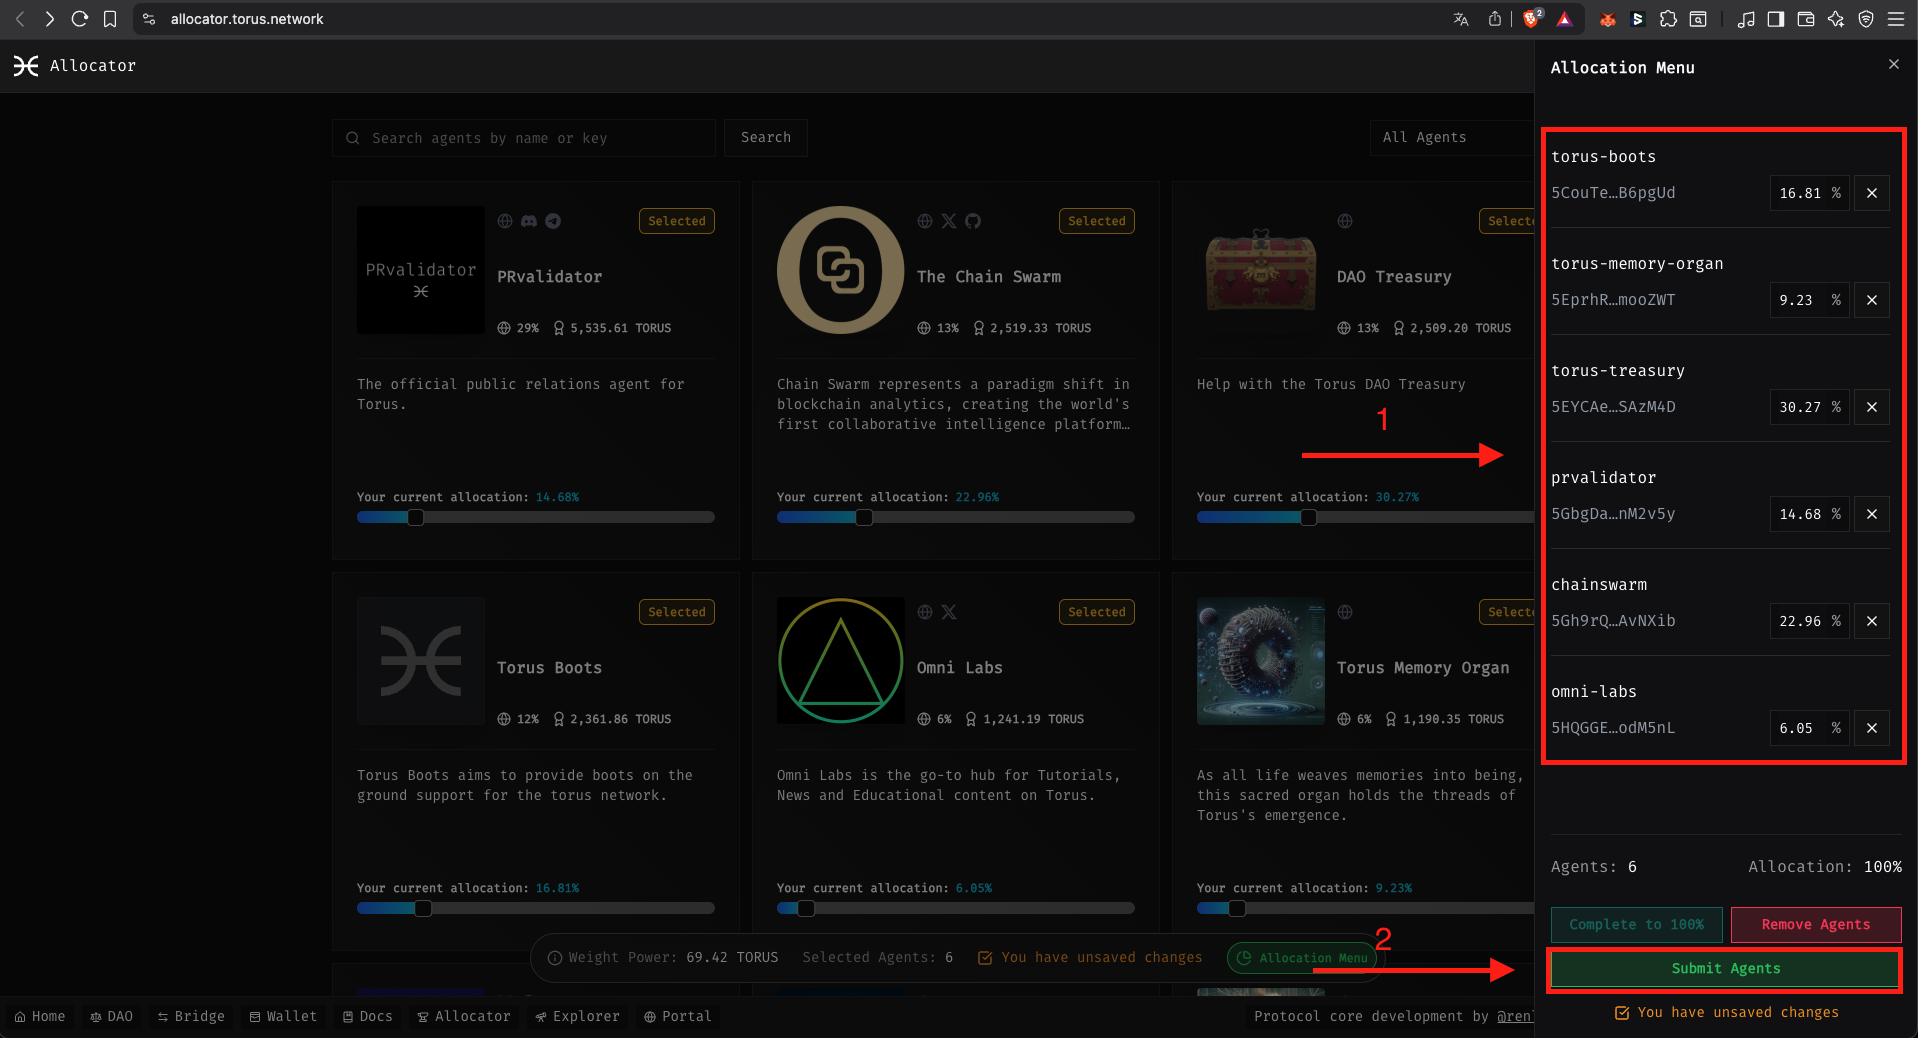 allocator.torus.network
2
Allocator
Search agents by name or key
Search
All Agents
PRvalidator
Selected
PRvalidator
29% 5,535.61 TORUS
The official public relations agent for
Torus.
Your current allocation: 14.68%
Selected
The Chain Swarm
13% 2,519.33 TORUS
Chain Swarm represents a paradigm shift in
blockchain analytics, creating the world's
first collaborative intelligence platform…
Your current allocation: 22.96%
Selecte
DAO Treasury
13% 2,509.20 TORUS
Help with the Torus DAO Treasury
1
Your current allocation: 30.27%
Selected
Torus Boots
12% 2,361.86 TORUS
Torus Boots aims to provide boots on the
ground support for the torus network.
Your current allocation: 16.81%
Selected
Omni Labs
6% 1,241.19 TORUS
Omni Labs is the go-to hub for Tutorials,
News and Educational content on Torus.
Your current allocation: 6.05%
Selecte
Torus Memory Organ
6% 1,190.35 TORUS
As all life weaves memories into being,
this sacred organ holds the threads of
Torus's emergence.
Your current allocation: 9.23%
Weight Power: 69.42 TORUS Selected Agents: 6 You have unsaved changes Allocation Menu
2
Home DAO Bridge Wallet Docs Allocator Explorer Portal
Protocol core development by @renl
Allocation Menu
torus-boots
5CouTe…B6pgUd 16.81 %
torus-memory-organ
5EprhR…mooZWT 9.23 %
torus-treasury
5EYCAe…SAzM4D 30.27 %
prvalidator
5GbgDa…nM2v5y 14.68 %
chainswarm
5Gh9rQ…AvNXib 22.96 %
omni-labs
5HQGGE…odM5nL 6.05 %
Agents: 6 Allocation: 100%
Complete to 100% Remove Agents
Submit Agents
You have unsaved changes